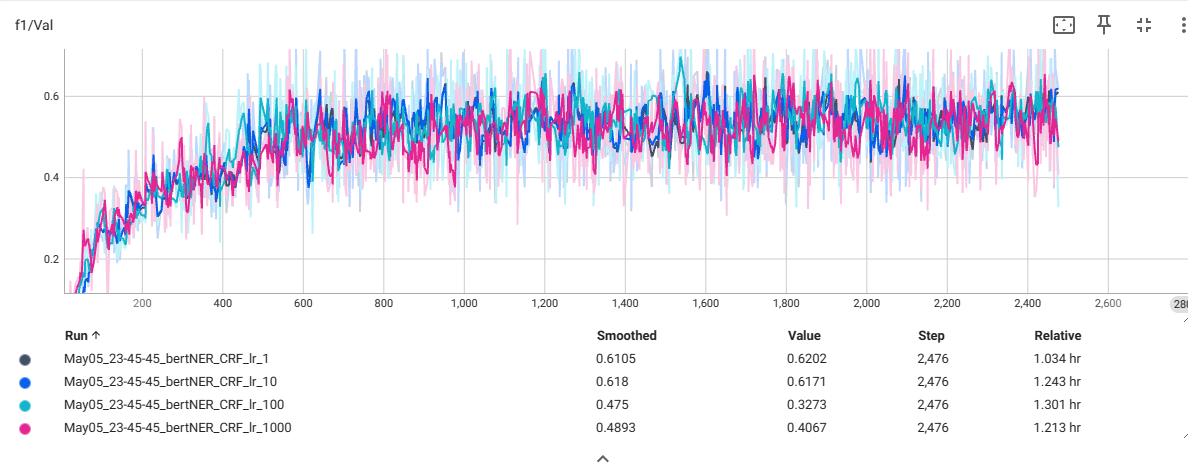 f1/Val
0.6
0.4
0.2
200 400 600 800 1,000 1,200 1,400 1,600 1,800 2,000 2,200 2,400 2,600 280
Run ↑ Smoothed Value Step Relative
May05_23-45-45_bertNER_CRF_lr_1 0.6105 0.6202 2,476 1.034 hr
May05_23-45-45_bertNER_CRF_lr_10 0.618 0.6171 2,476 1.243 hr
May05_23-45-45_bertNER_CRF_lr_100 0.475 0.3273 2,476 1.301 hr
May05_23-45-45_bertNER_CRF_lr_1000 0.4893 0.4067 2,476 1.213 hr